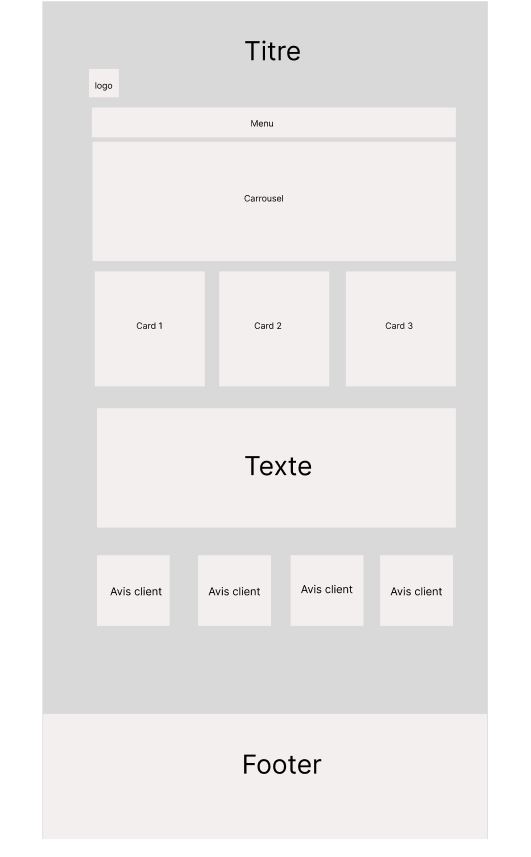 Titre
logo
Menu
Carrousel
Card 1
Card 2
Card 3
Texte
Avis client
Avis client
Avis client
Avis client
Footer